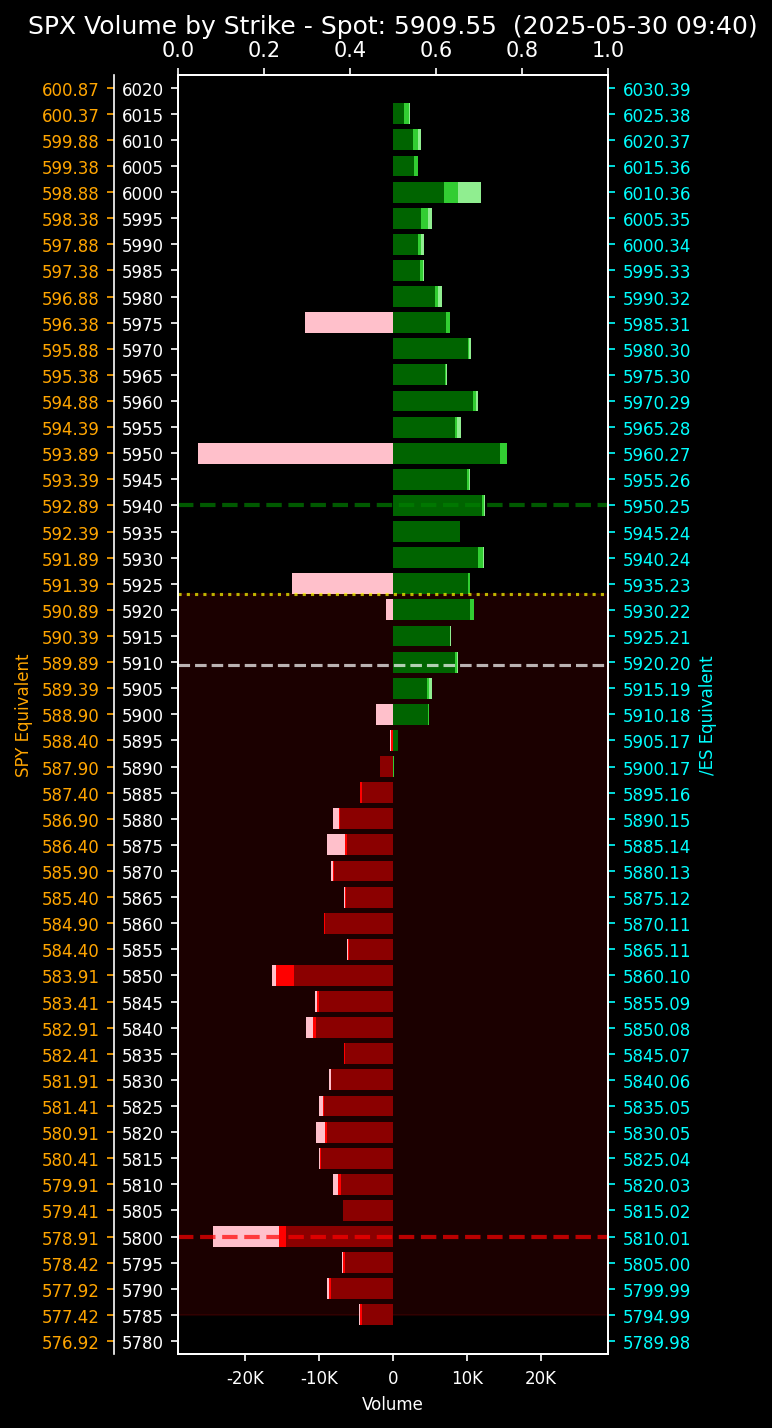 SPX Volume by Strike - Spot: 5909.55 (2025-05-30 09:40)
0.0 0.2 0.4 0.6 0.8 1.0
600.87 6020 6030.39
600.37 6015 6025.38
599.88 6010 6020.37
599.38 6005 6015.36
598.88 6000 6010.36
598.38 5995 6005.35
597.88 5990 6000.34
597.38 5985 5995.33
596.88 5980 5990.32
596.38 5975 5985.31
595.88 5970 5980.30
595.38 5965 5975.30
594.88 5960 5970.29
594.39 5955 5965.28
593.89 5950 5960.27
593.39 5945 5955.26
592.89 5940 5950.25
592.39 5935 5945.24
591.89 5930 5940.24
591.39 5925 5935.23
590.89 5920 5930.22
590.39 5915 5925.21
589.89 5910 5920.20
589.39 5905 5915.19
588.90 5900 5910.18
588.40 5895 5905.17
587.90 5890 5900.17
587.40 5885 5895.16
586.90 5880 5890.15
586.40 5875 5885.14
585.90 5870 5880.13
585.40 5865 5875.12
584.90 5860 5870.11
584.40 5855 5865.11
583.91 5850 5860.10
583.41 5845 5855.09
582.91 5840 5850.08
582.41 5835 5845.07
581.91 5830 5840.06
581.41 5825 5835.05
580.91 5820 5830.05
580.41 5815 5825.04
579.91 5810 5820.03
579.41 5805 5815.02
578.91 5800 5810.01
578.42 5795 5805.00
577.92 5790 5799.99
577.42 5785 5794.99
576.92 5780 5789.98
SPY Equivalent
/ES Equivalent
-20K -10K 0 10K 20K
Volume